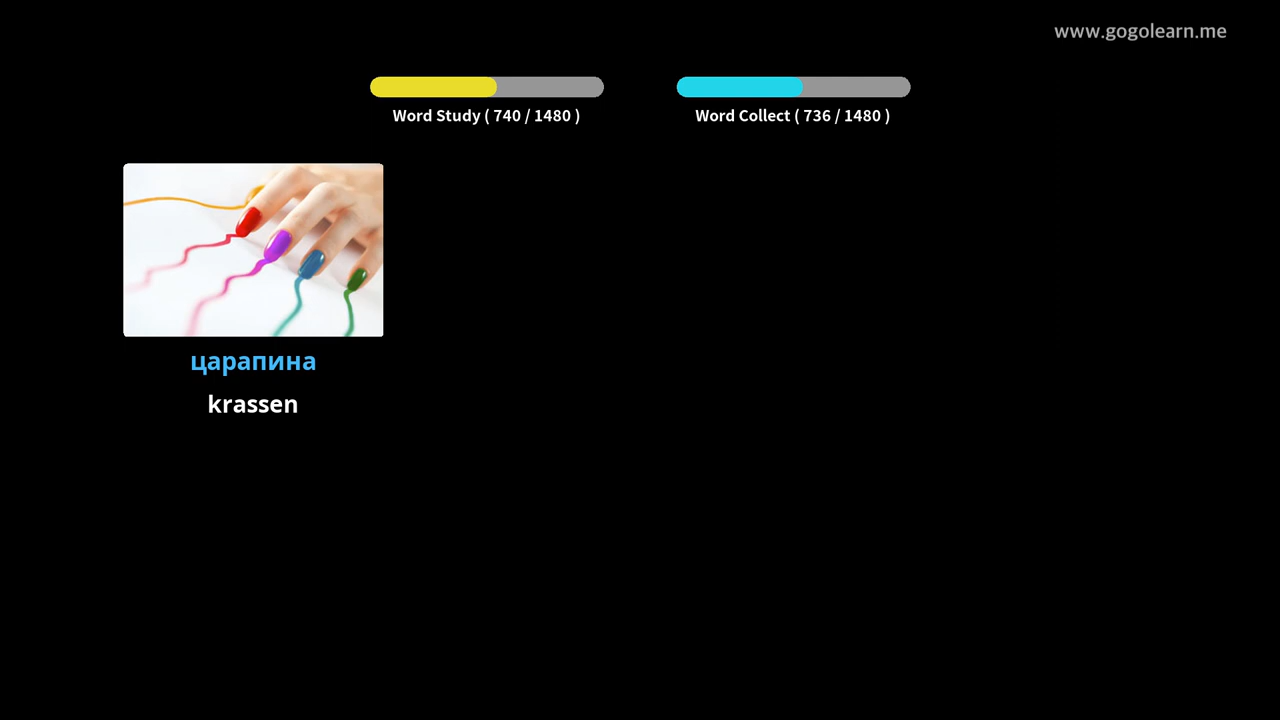 www.gogolearn.me
Word Study ( 740 / 1480 )
Word Collect ( 736 / 1480 )
царапина
krassen